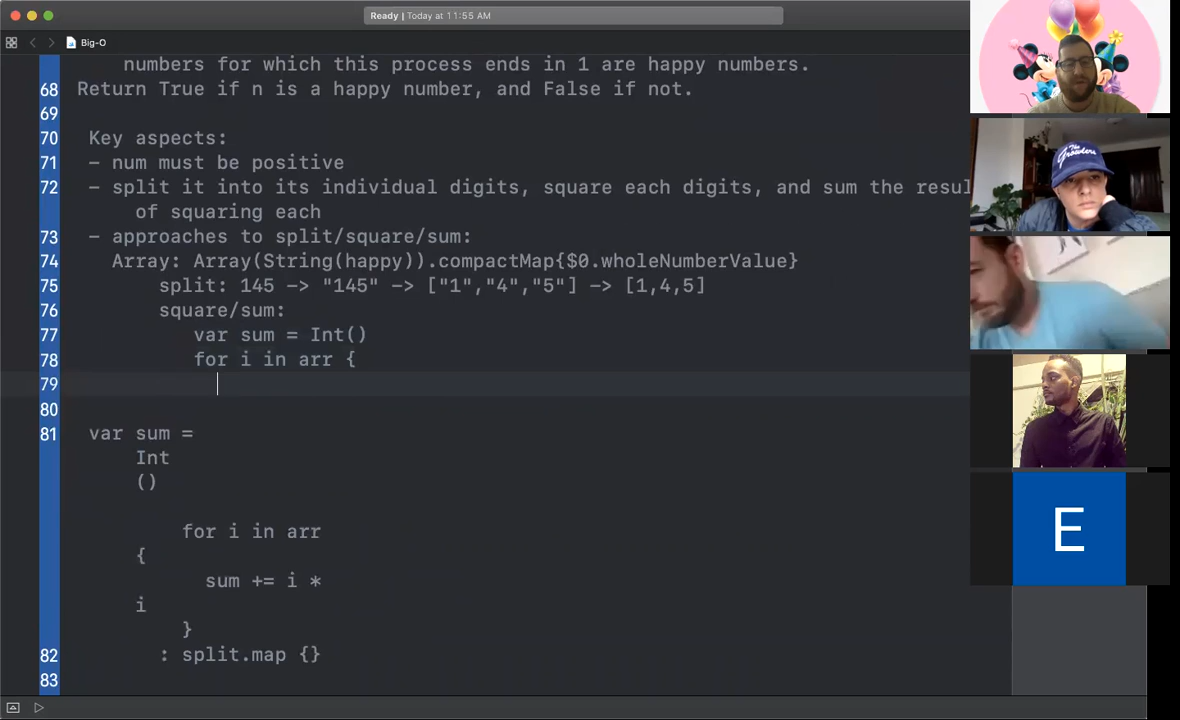 Ready | Today at 11:55 AM
Big-O
numbers for which this process ends in 1 are happy numbers.
68 Return True if n is a happy number, and False if not.
69
70 Key aspects:
71 - num must be positive
72 - split it into its individual digits, square each digits, and sum the resul
of squaring each
73 - approaches to split/square/sum:
74 Array: Array(String(happy)).compactMap{$0.wholeNumberValue}
75 split: 145 -> "145" -> ["1","4","5"] -> [1,4,5]
76 square/sum:
77 var sum = Int()
78 for i in arr {
79
80
81 var sum =
Int
()
for i in arr
{
sum += i *
i
}
82 : split.map {}
83
The Growlers
E